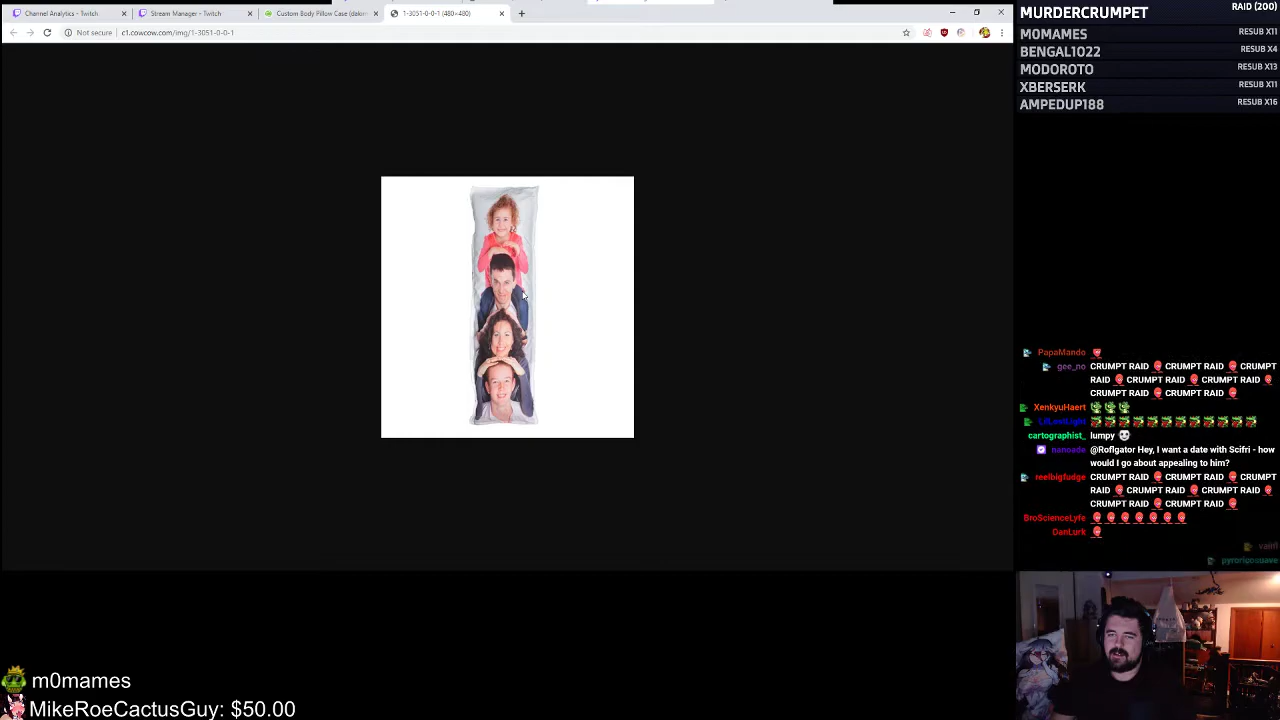 Channel Analytics - Twitch
Stream Manager - Twitch
Custom Body Pillow Case (dakim
1-3051-0-0-1 (480×480)
Not secure
c1.cowcow.com/img/1-3051-0-0-1
MURDERCRUMPET RAID (200)
M0MAMES RESUB X11
BENGAL1022 RESUB X4
MODOROTO RESUB X13
XBERSERK RESUB X11
AMPEDUP188 RESUB X16
PapaMando
gee_no CRUMPT RAID CRUMPT RAID CRUMPT
RAID CRUMPT RAID CRUMPT RAID
CRUMPT RAID CRUMPT RAID
XenkyuHaert
cartographist_ lumpy
nanoade @Roflgator Hey, I want a date with Scifri - how
would I go about appealing to him?
reelbigfudge CRUMPT RAID CRUMPT RAID CRUMPT
RAID CRUMPT RAID CRUMPT RAID
CRUMPT RAID CRUMPT RAID
BroScienceLyfe
DanLurk
m0mames
MikeRoeCactusGuy: $50.00